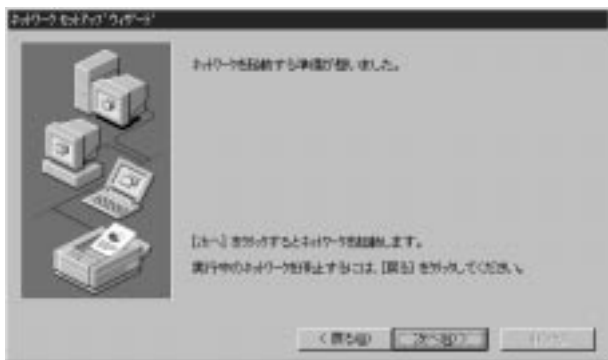 ネットワーク セットアップ ウィザード
ネットワークを起動する準備が整いました。
[次へ] をクリックするとネットワークを起動します。
実行中のネットワークを停止するには、[戻る] をクリックしてください。
< 戻る(B)
次へ(N) >